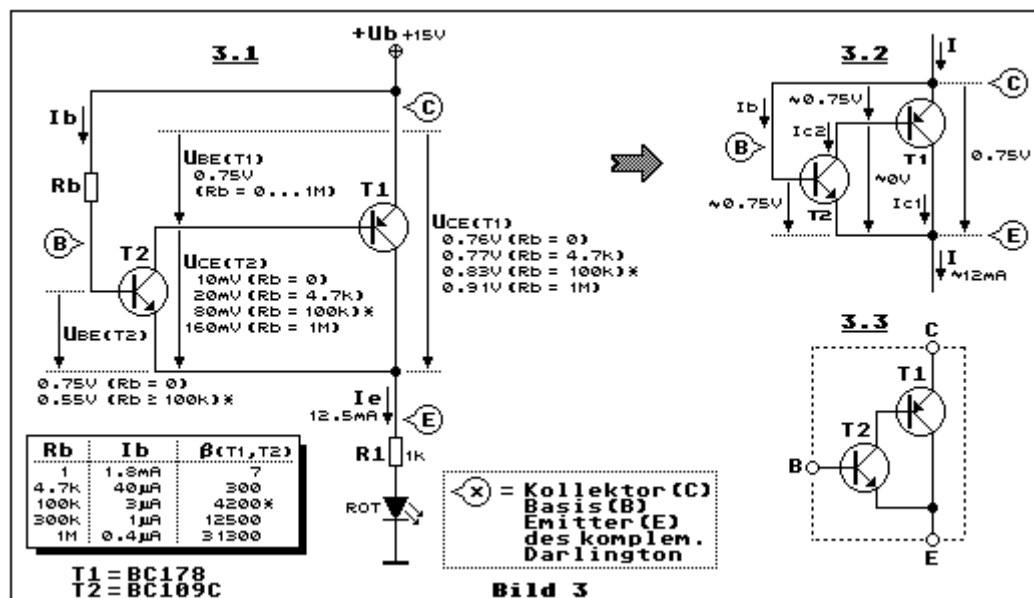 3.1
+Ub +15V
C
Ib
Rb
B
UBE(T1)
0.75V
(Rb = 0...1M)
T1
T2
UCE(T2)
10mV (Rb = 0)
20mV (Rb = 4.7k)
80mV (Rb = 100k)*
160mV (Rb = 1M)
UCE(T1)
0.76V (Rb = 0)
0.77V (Rb = 4.7k)
0.83V (Rb = 100k)*
0.91V (Rb = 1M)
UBE(T2)
0.75V (Rb = 0)
0.55V (Rb ≥ 100k)*
Ie
12.5mA
E
R1
1k
ROT
Rb Ib β(T1,T2)
1 1.8mA 7
4.7k 40µA 300
100k 3µA 4200*
300k 1µA 12500
1M 0.4µA 31300
T1 = BC178
T2 = BC109C
x = Kollektor (C)
Basis (B)
Emitter (E)
des komplem.
Darlington
Bild 3
3.2
I
C
Ib
~0.75V
Ic2
B
T1
0.75V
~0V
~0.75V
T2
Ic1
E
I
~12mA
3.3
C
T1
T2
B
E